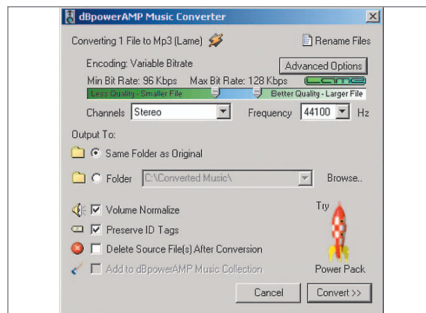 dBpowerAMP Music Converter
Converting 1 File to Mp3 (Lame) Rename Files
Encoding: Variable Bitrate Advanced Options
Min Bit Rate: 96 Kbps Max Bit Rate: 128 Kbps
Less Quality - Smaller File Better Quality - Larger File
Channels Stereo Frequency 44100 Hz
Output To:
Same Folder as Original
Folder C:\Converted Music\ Browse..
Volume Normalize Try
Preserve ID Tags
Delete Source File(s) After Conversion
Add to dBpowerAMP Music Collection Power Pack
Cancel Convert >>